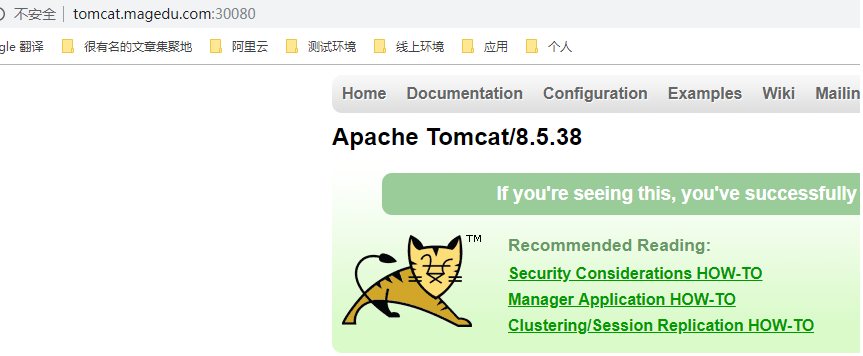 不安全 tomcat.magedu.com:30080
gle 翻译 很有名的文章集聚地 阿里云 测试环境 线上环境 应用 个人
Home Documentation Configuration Examples Wiki Mailin
Apache Tomcat/8.5.38
If you're seeing this, you've successfully
TM
Recommended Reading:
Security Considerations HOW-TO
Manager Application HOW-TO
Clustering/Session Replication HOW-TO